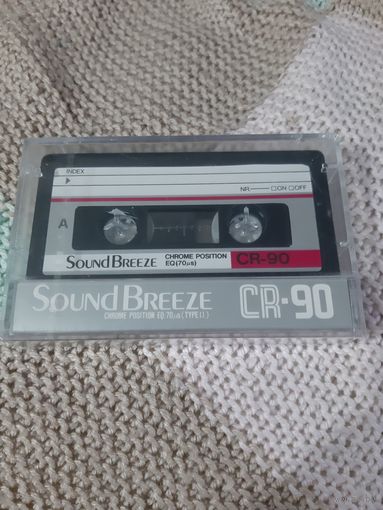 INDEX
NR ON OFF
A
SOUND BREEZE CHROME POSITION EQ(70μs) CR-90
SOUND BREEZE CR-90
CHROME POSITION EQ:70μs (TYPE II)